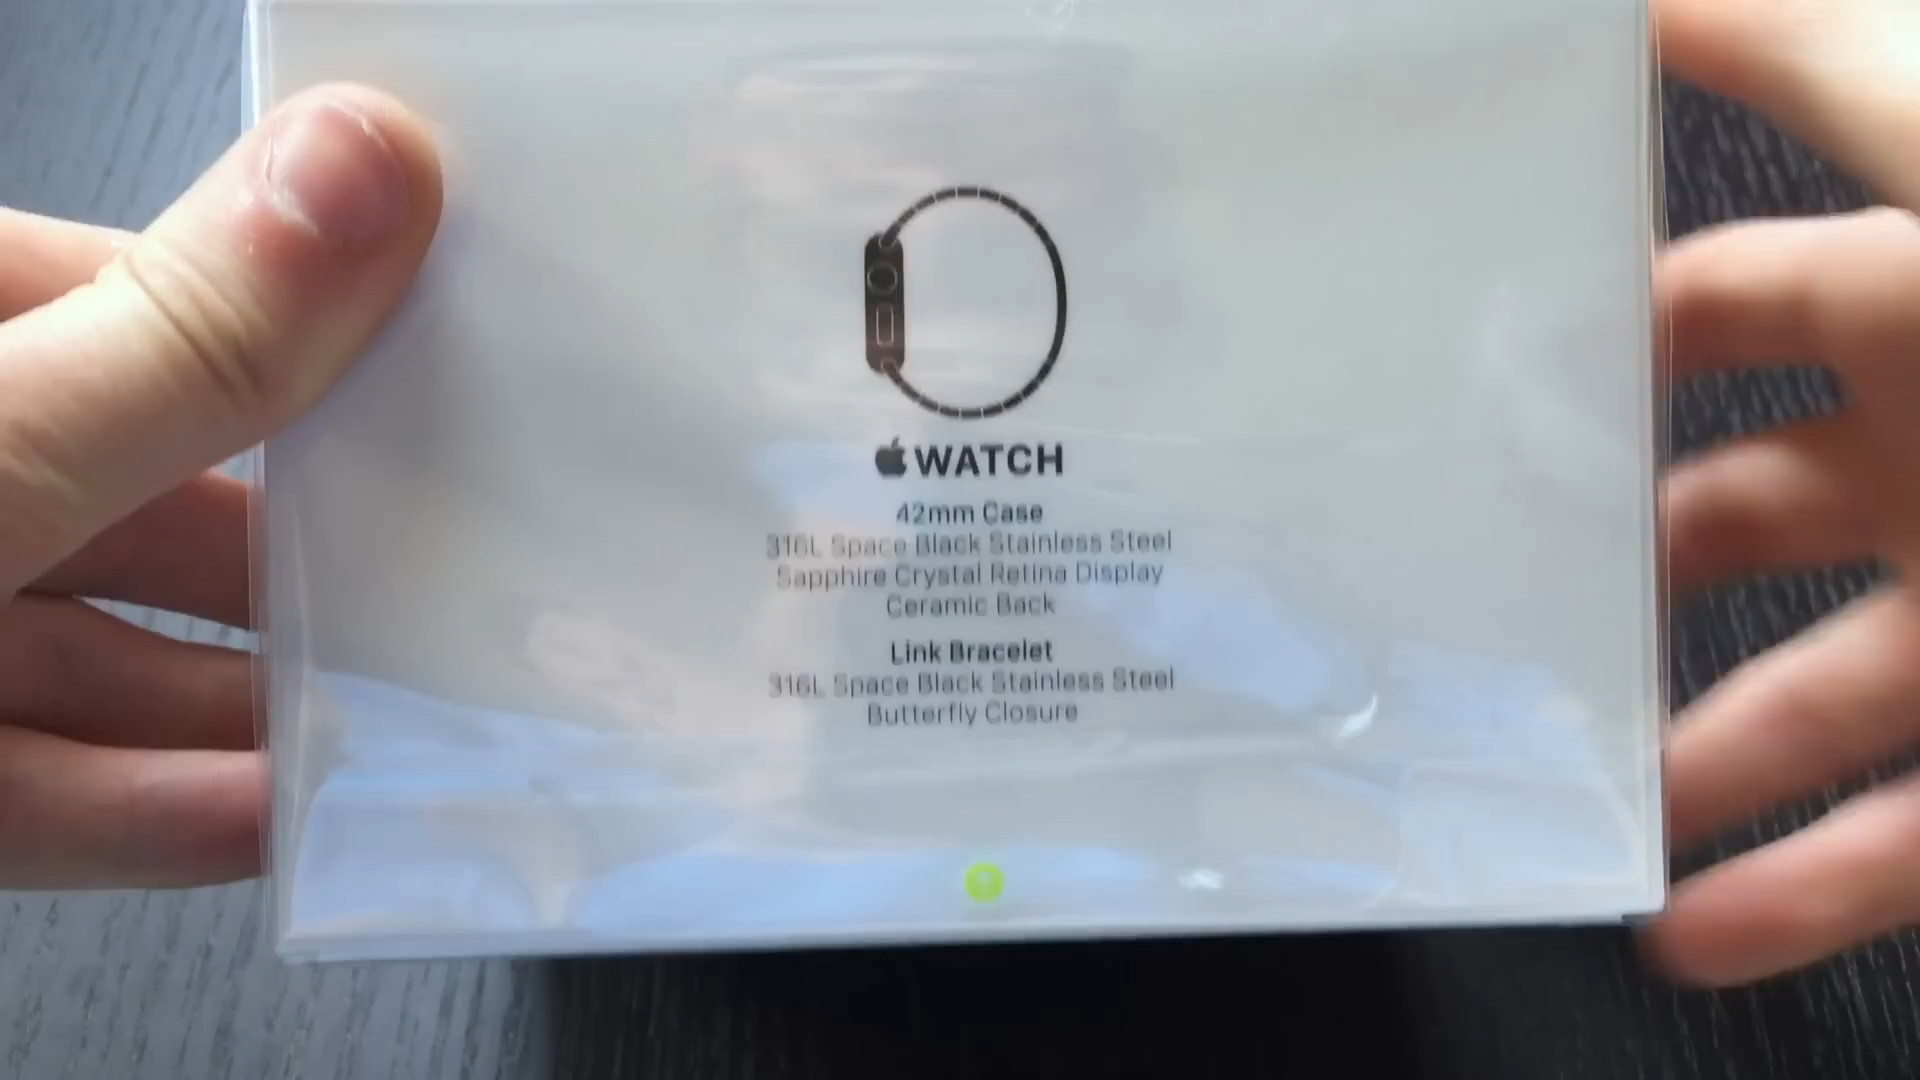 WATCH
42mm Case
316L Space Black Stainless Steel
Sapphire Crystal Retina Display
Ceramic Back
Link Bracelet
316L Space Black Stainless Steel
Butterfly Closure